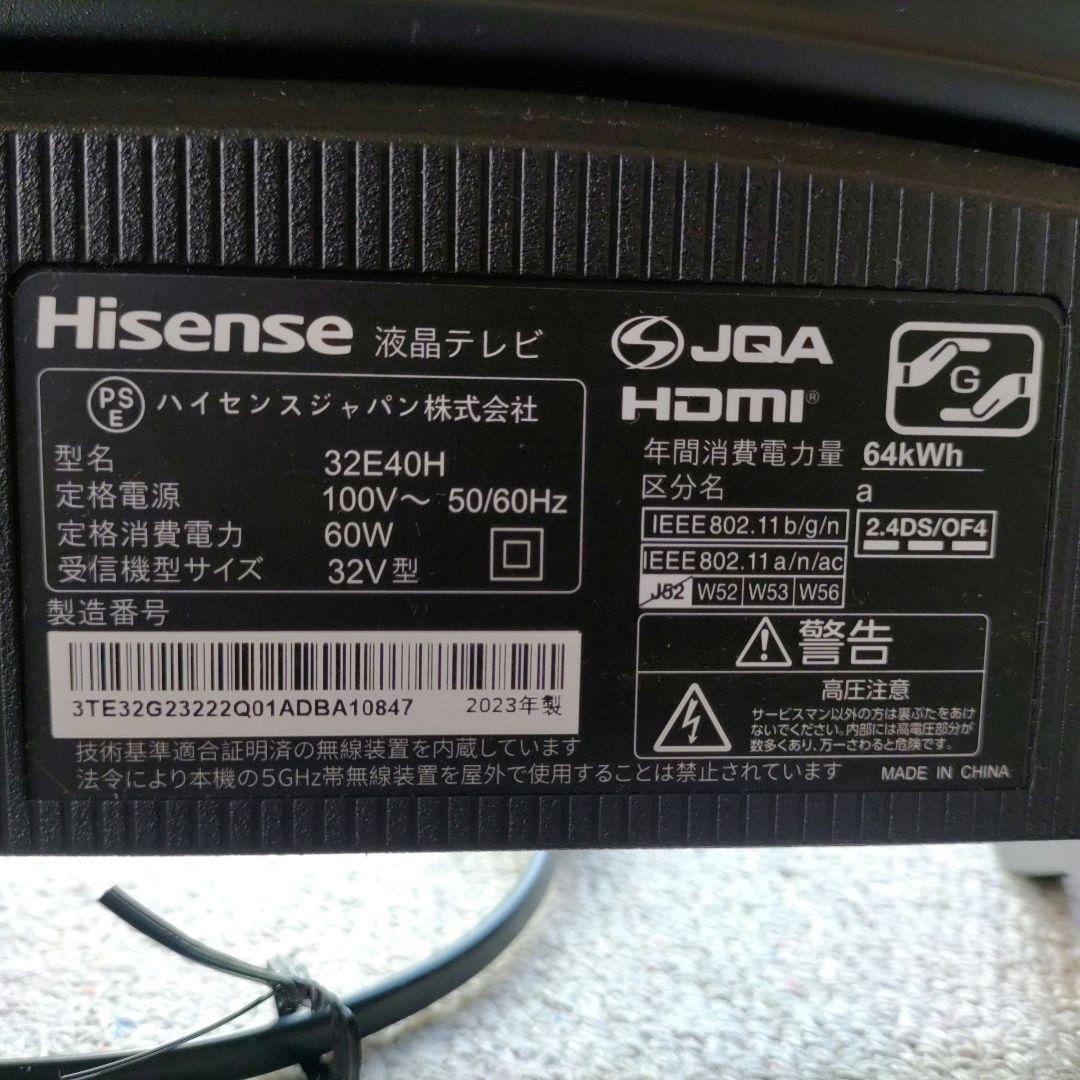 Hisense 液晶テレビ
PSE ハイセンスジャパン株式会社
型名 32E40H
定格電源 100V～ 50/60Hz
定格消費電力 60W
受信機型サイズ 32V型
製造番号
3TE32G23222Q01ADBA10847 2023年製
技術基準適合証明済の無線装置を内蔵しています
法令により本機の5GHz帯無線装置を屋外で使用することは禁止されています
JQA
HDMI®
G
年間消費電力量 64kWh
区分名 a
IEEE802.11b/g/n
2.4DS/OF4
IEEE802.11a/n/ac
J52 W52 W53 W56
警告
高圧注意
サービスマン以外の方は裏ぶたをあけ
ないでください。内部には高電圧部分が
数多くあり、万一さわると危険です。
MADE IN CHINA